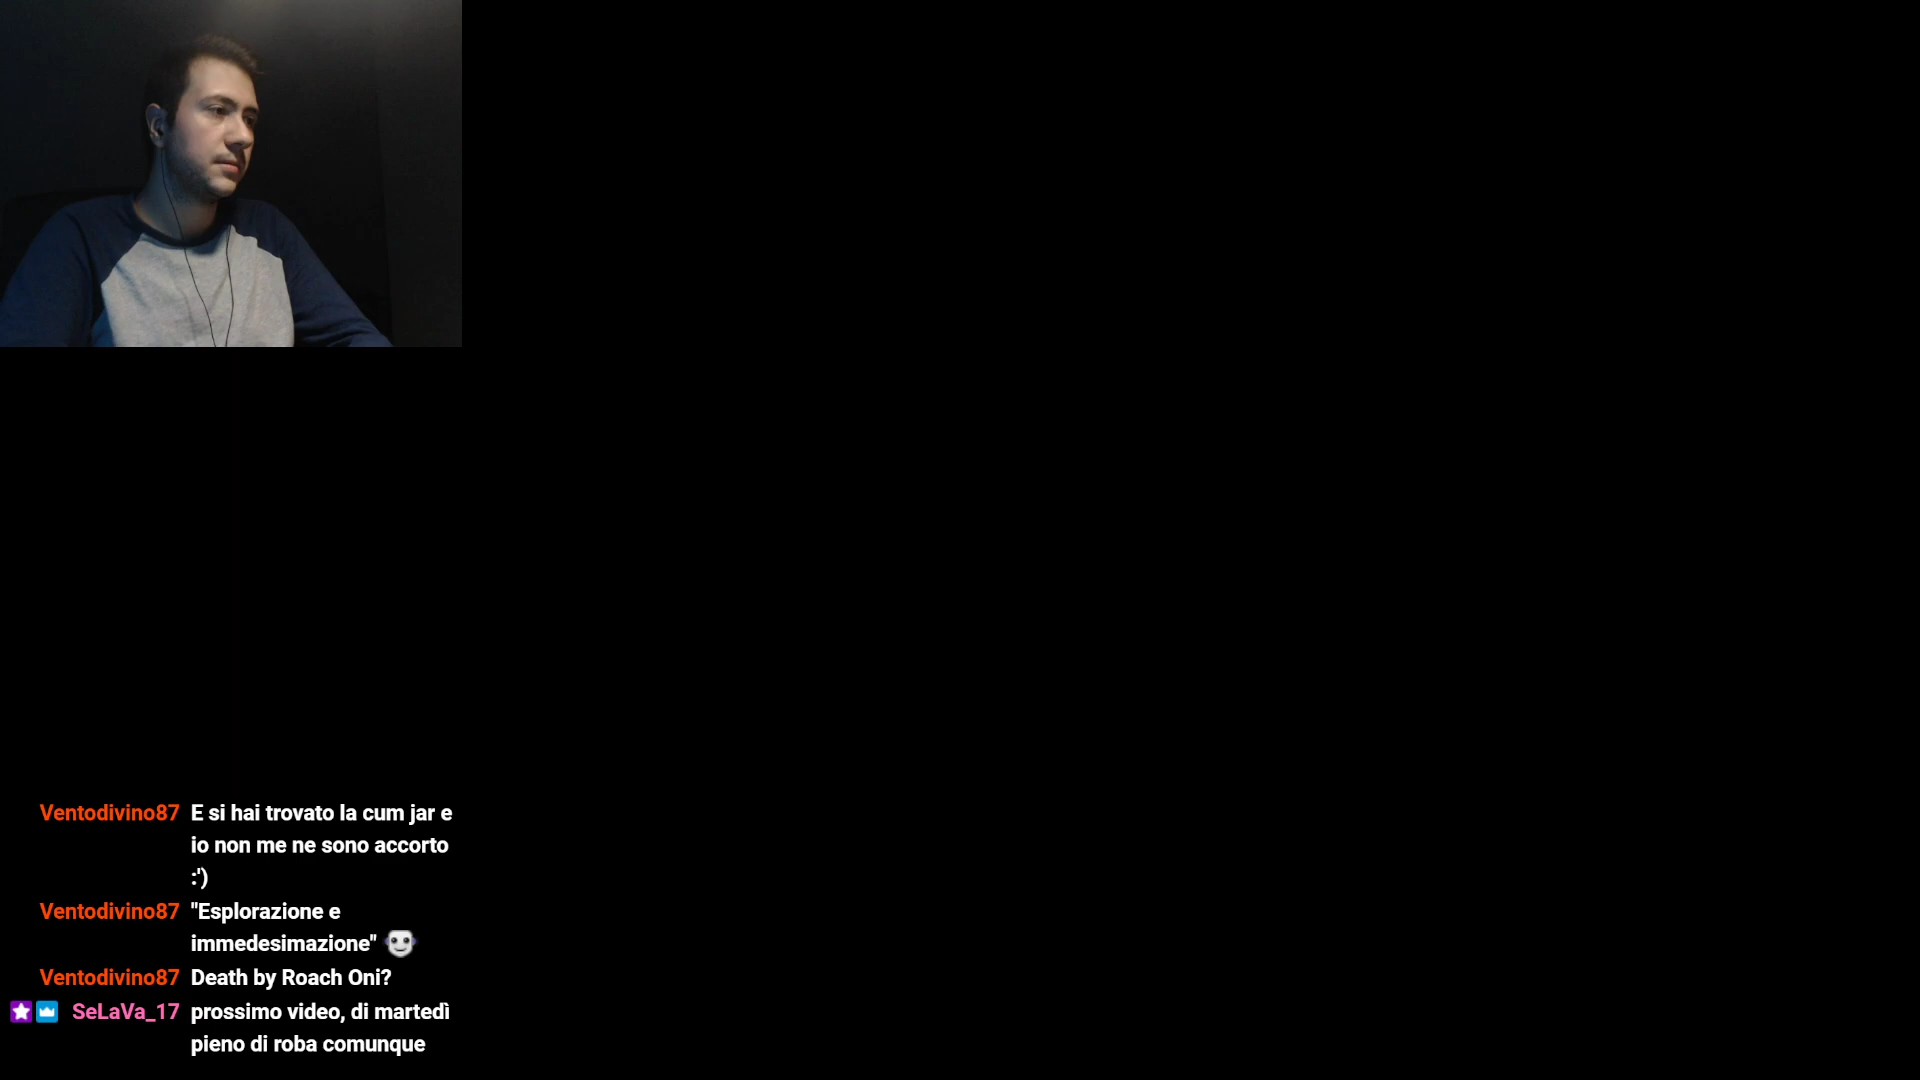 Ventodivino87 E si hai trovato la cum jar e
io non me ne sono accorto
:')
Ventodivino87 "Esplorazione e
immedesimazione"
Ventodivino87 Death by Roach Oni?
SeLaVa_17 prossimo video, di martedì
pieno di roba comunque